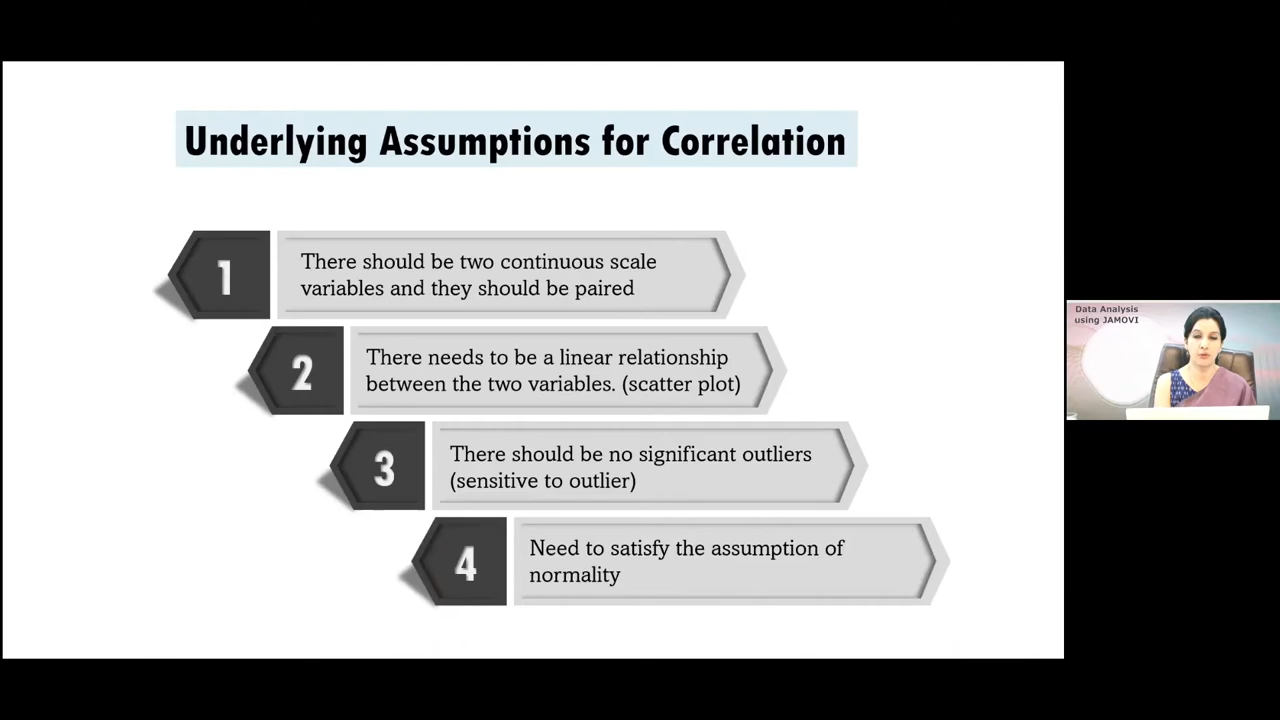 Underlying Assumptions for Correlation
1
There should be two continuous scale
variables and they should be paired
2
There needs to be a linear relationship
between the two variables. (scatter plot)
3
There should be no significant outliers
(sensitive to outlier)
4
Need to satisfy the assumption of
normality
Data Analysis
using JAMOVI